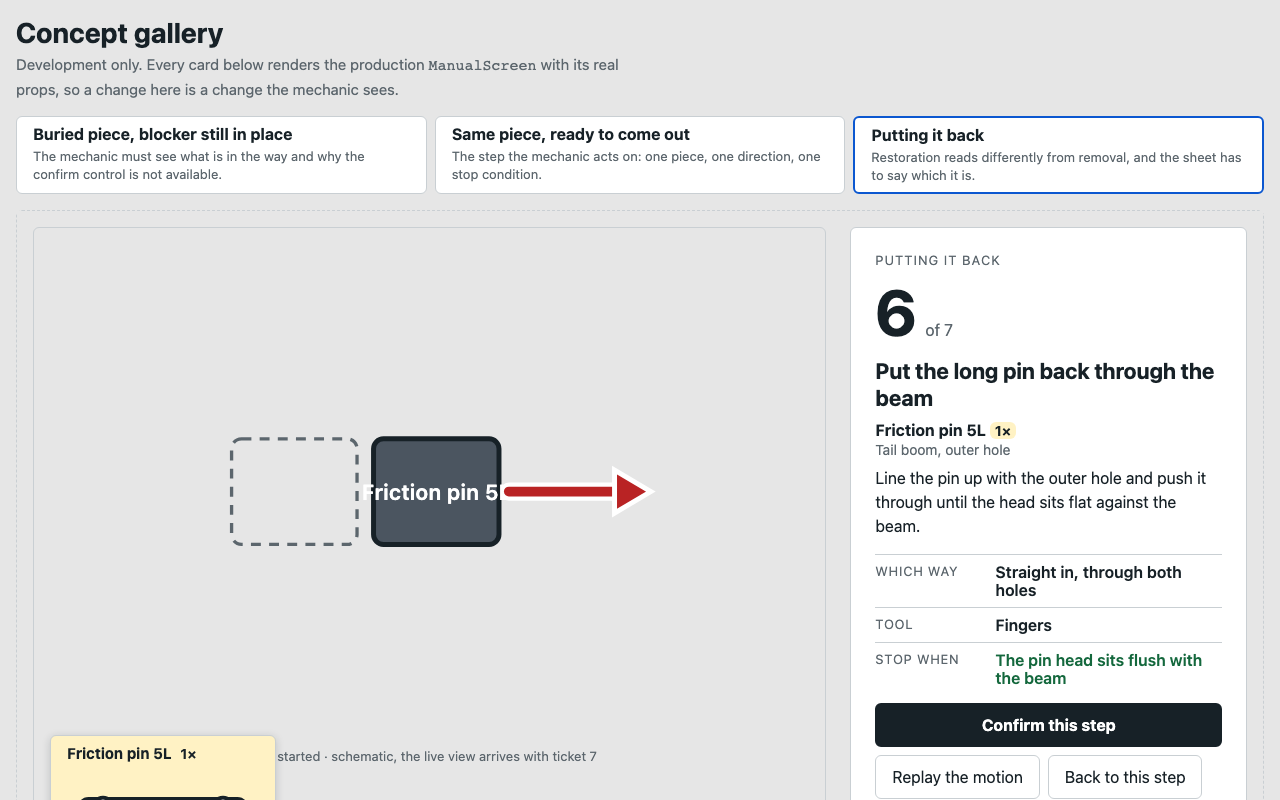 Concept gallery
Development only. Every card below renders the production ManualScreen with its real
props, so a change here is a change the mechanic sees.
Buried piece, blocker still in place
The mechanic must see what is in the way and why the
confirm control is not available.
Same piece, ready to come out
The step the mechanic acts on: one piece, one direction, one
stop condition.
Putting it back
Restoration reads differently from removal, and the sheet has
to say which it is.
Friction pin 5L
Friction pin 5L 1×
started · schematic, the live view arrives with ticket 7
PUTTING IT BACK
6 of 7
Put the long pin back through the
beam
Friction pin 5L 1×
Tail boom, outer hole
Line the pin up with the outer hole and push it
through until the head sits flat against the
beam.
WHICH WAY Straight in, through both
holes
TOOL Fingers
STOP WHEN The pin head sits flush with
the beam
Confirm this step
Replay the motion
Back to this step